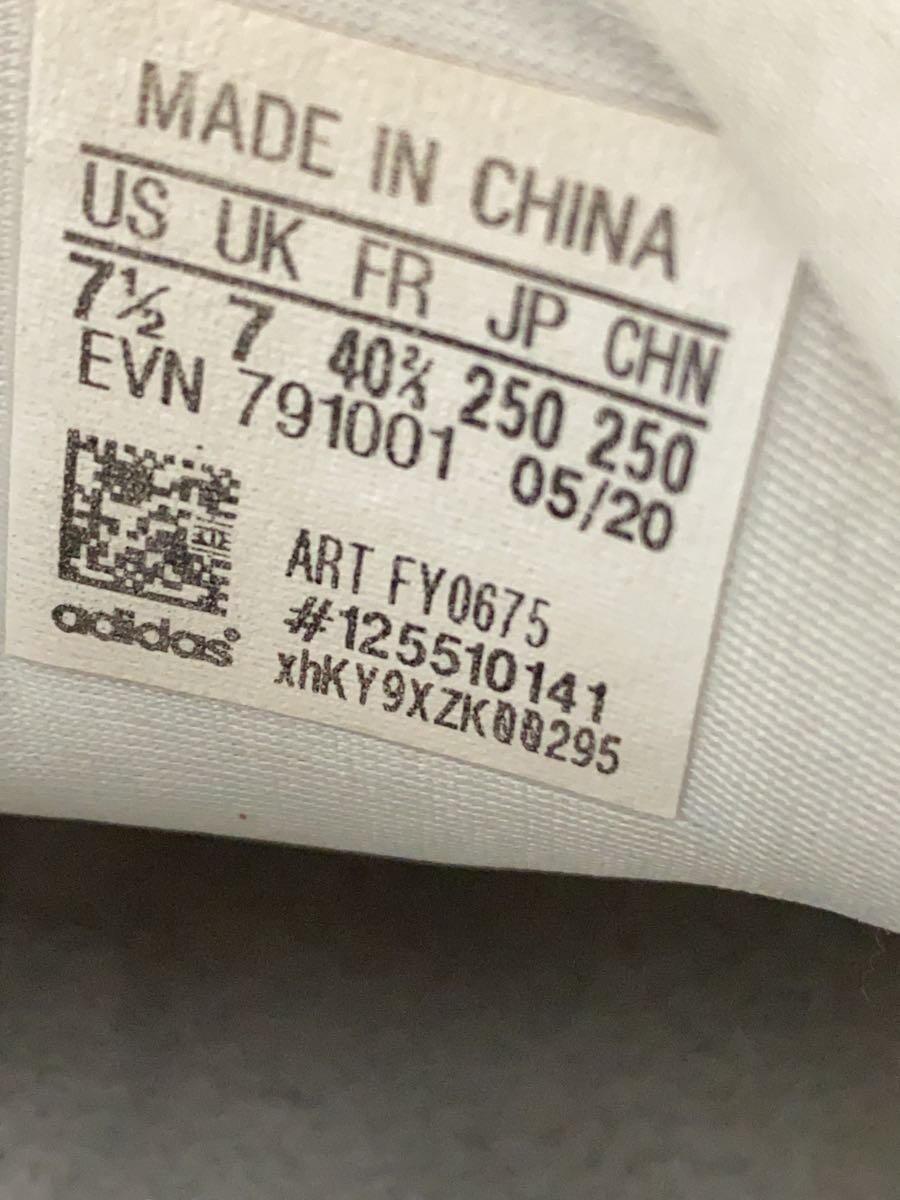 MADE IN CHINA
US UK FR JP CHN
7½ 7 40⅔ 250 250
EVN 791001 05/20
ART FY0675
#125510141
xhKY9XZK00295
adidas